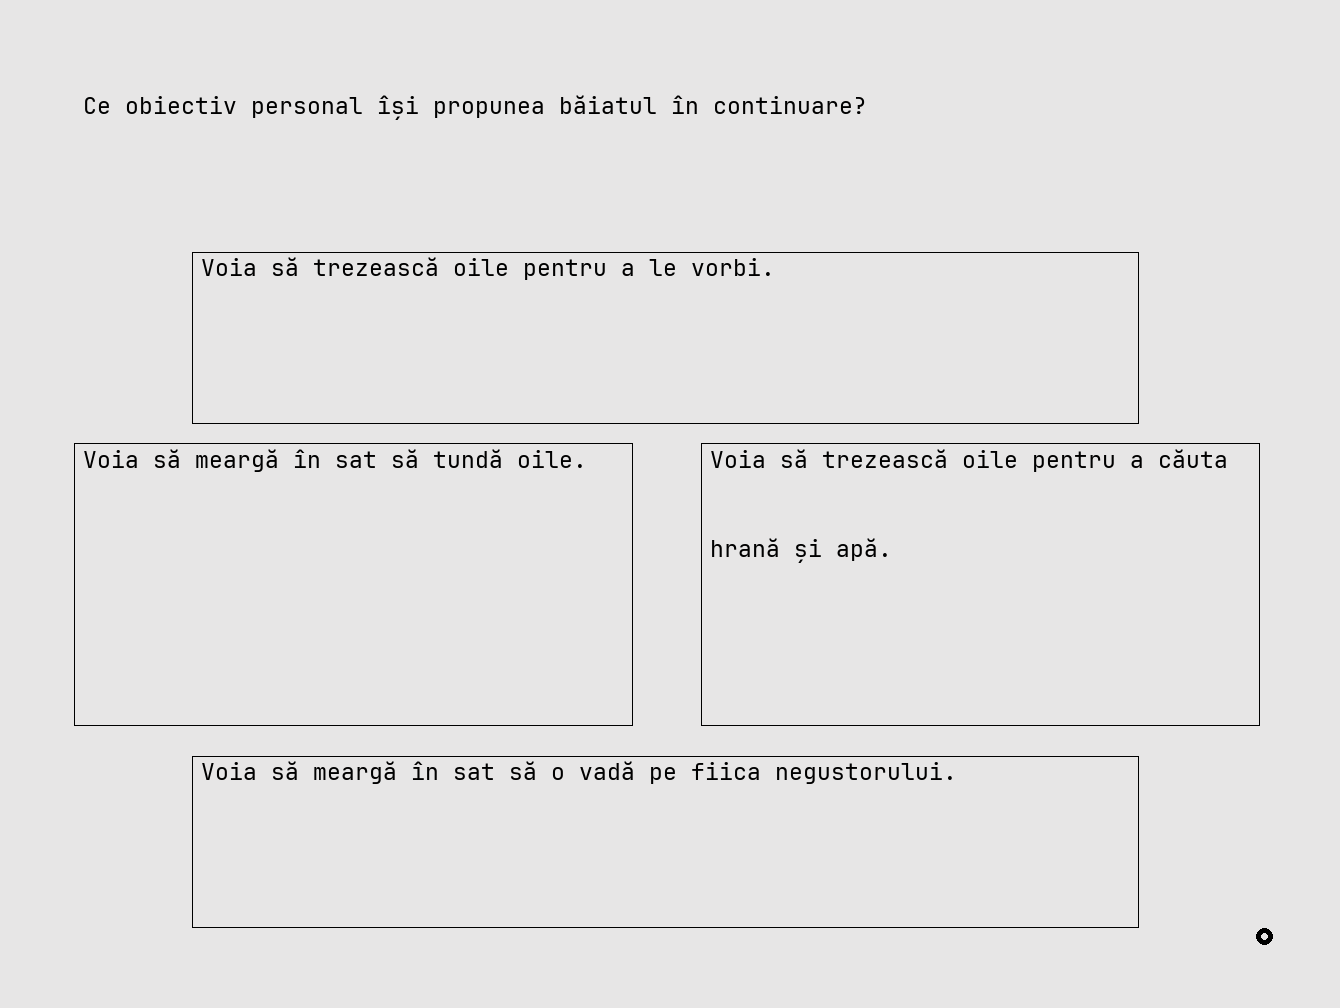 Ce obiectiv personal își propunea băiatul în continuare?
Voia să trezească oile pentru a le vorbi.
Voia să meargă în sat să tundă oile.
Voia să trezească oile pentru a căuta
hrană și apă.
Voia să meargă în sat să o vadă pe fiica negustorului.